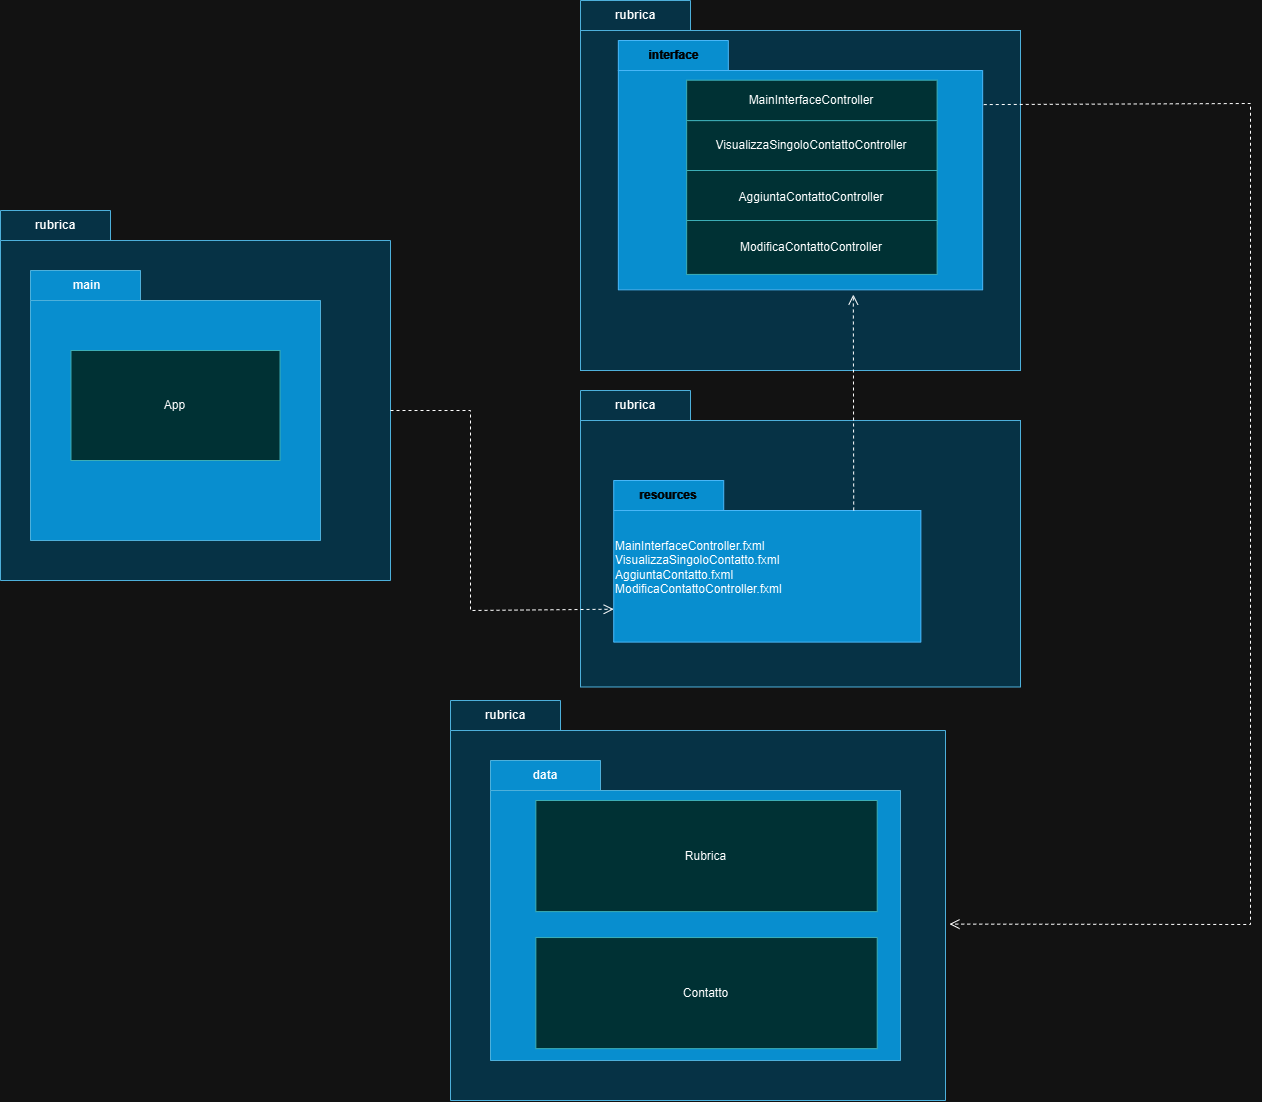 rubrica
interface
MainInterfaceController
VisualizzaSingoloContattoController
AggiuntaContattoController
ModificaContattoController
rubrica
main
App
rubrica
resources
MainInterfaceController.fxml
VisualizzaSingoloContatto.fxml
AggiuntaContatto.fxml
ModificaContattoController.fxml
rubrica
data
Rubrica
Contatto